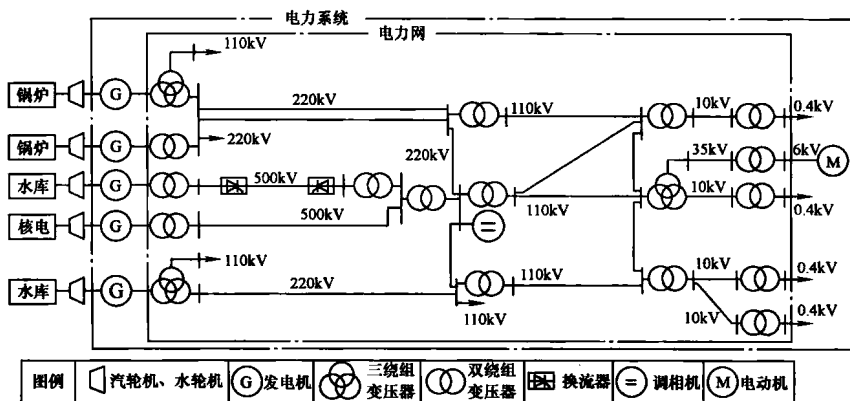 电力系统
电力网
110kV
锅炉
G
220kV
110kV
10kV
0.4kV
锅炉
G
220kV
220kV
35kV
6kV
M
水库
G
500kV
10kV
0.4kV
核电
G
500kV
110kV
110kV
水库
G
220kV
110kV
110kV
10kV
0.4kV
10kV
0.4kV
图例
汽轮机、水轮机
G
发电机
三绕组
变压器
双绕组
变压器
换流器
调相机
M
电动机